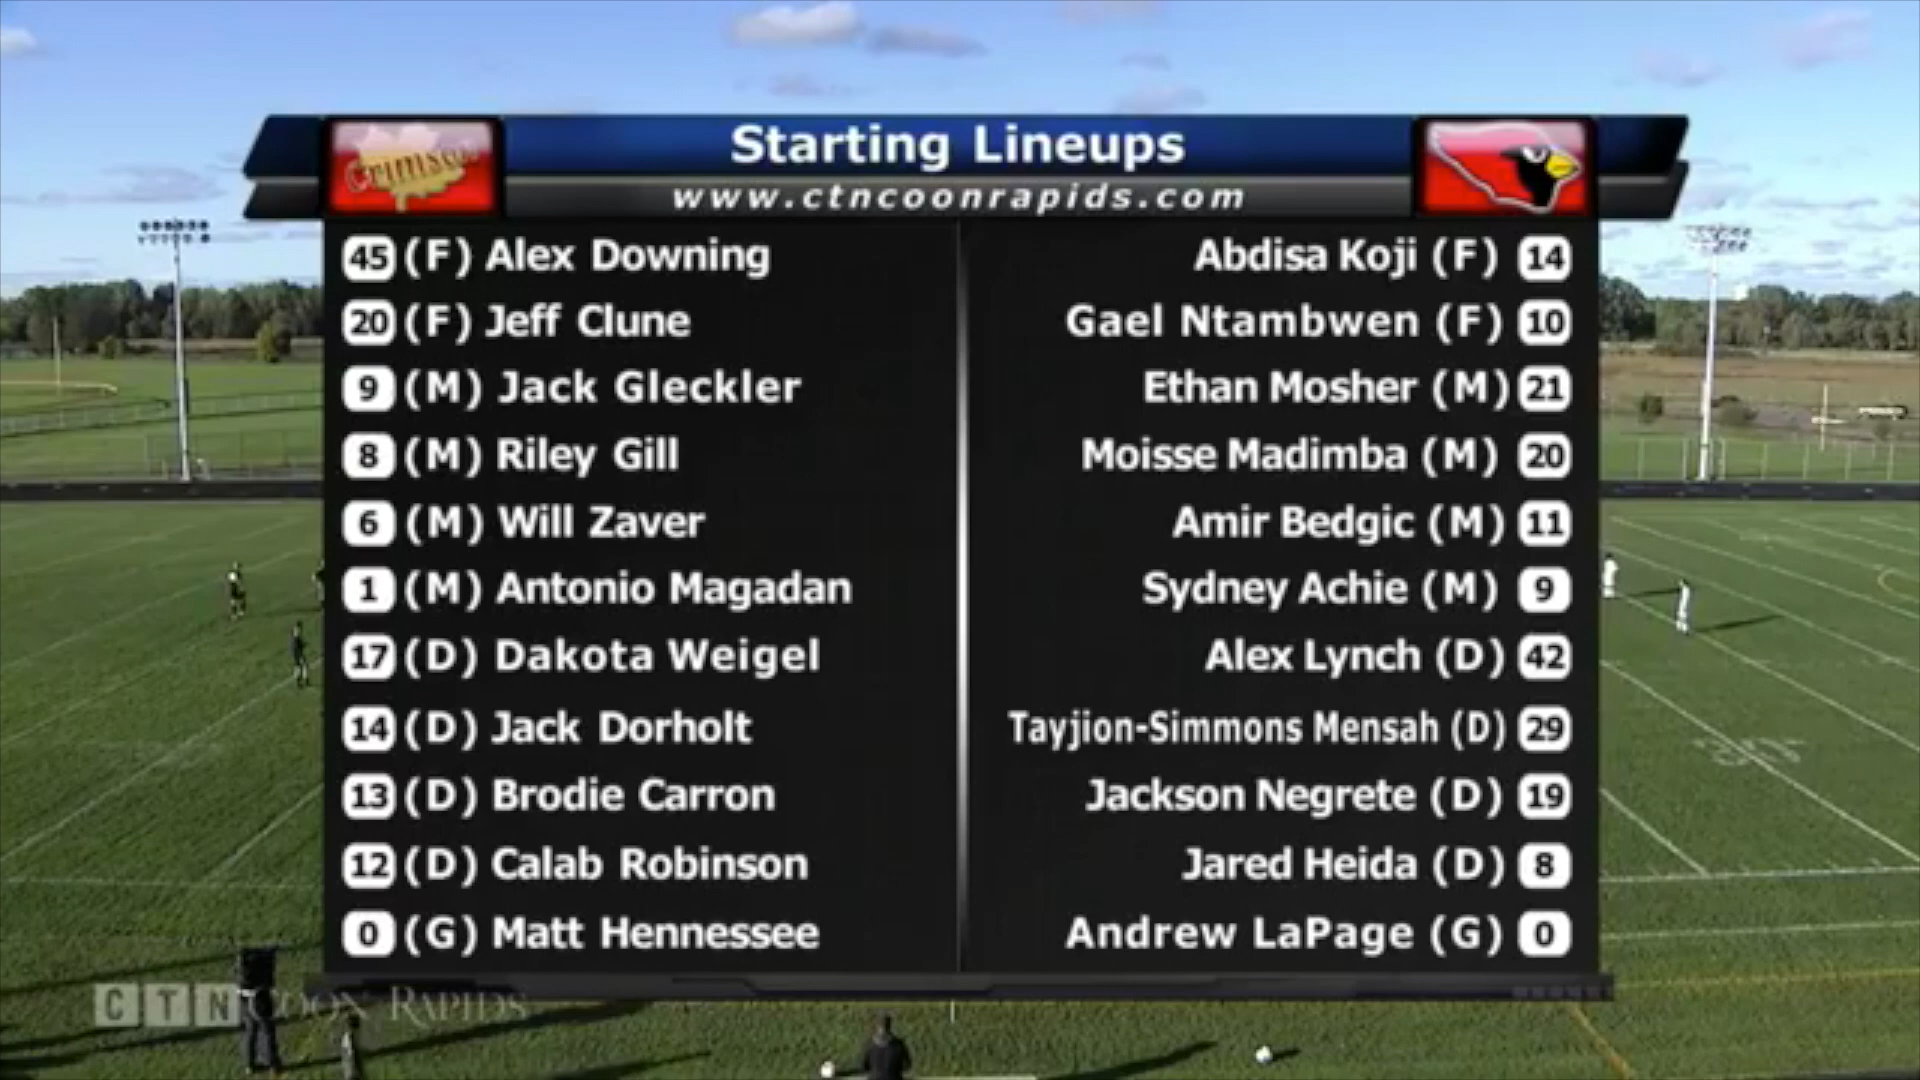 Crimson
Starting Lineups
www.ctncoonrapids.com
45 (F) Alex Downing
Abdisa Koji (F) 14
20 (F) Jeff Clune
Gael Ntambwen (F) 10
9 (M) Jack Gleckler
Ethan Mosher (M) 21
8 (M) Riley Gill
Moisse Madimba (M) 20
6 (M) Will Zaver
Amir Bedgic (M) 11
1 (M) Antonio Magadan
Sydney Achie (M) 9
17 (D) Dakota Weigel
Alex Lynch (D) 42
14 (D) Jack Dorholt
Tayjion-Simmons Mensah (D) 29
13 (D) Brodie Carron
Jackson Negrete (D) 19
12 (D) Calab Robinson
Jared Heida (D) 8
0 (G) Matt Hennessee
Andrew LaPage (G) 0
CTN COON RAPIDS